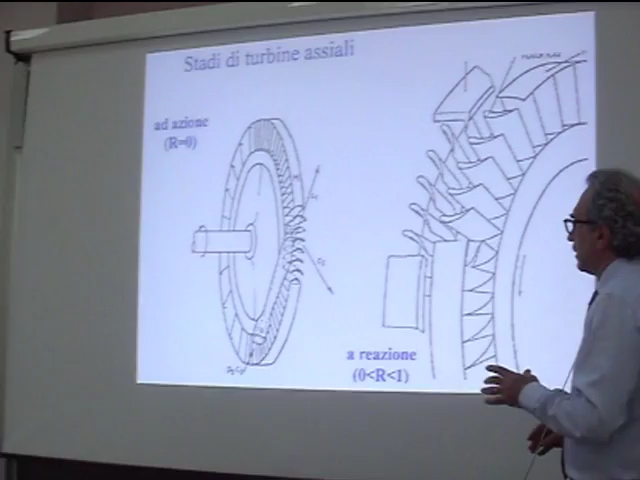 Stadi di turbine assiali
ad azione
(R=0)
a reazione
(0<R<1)